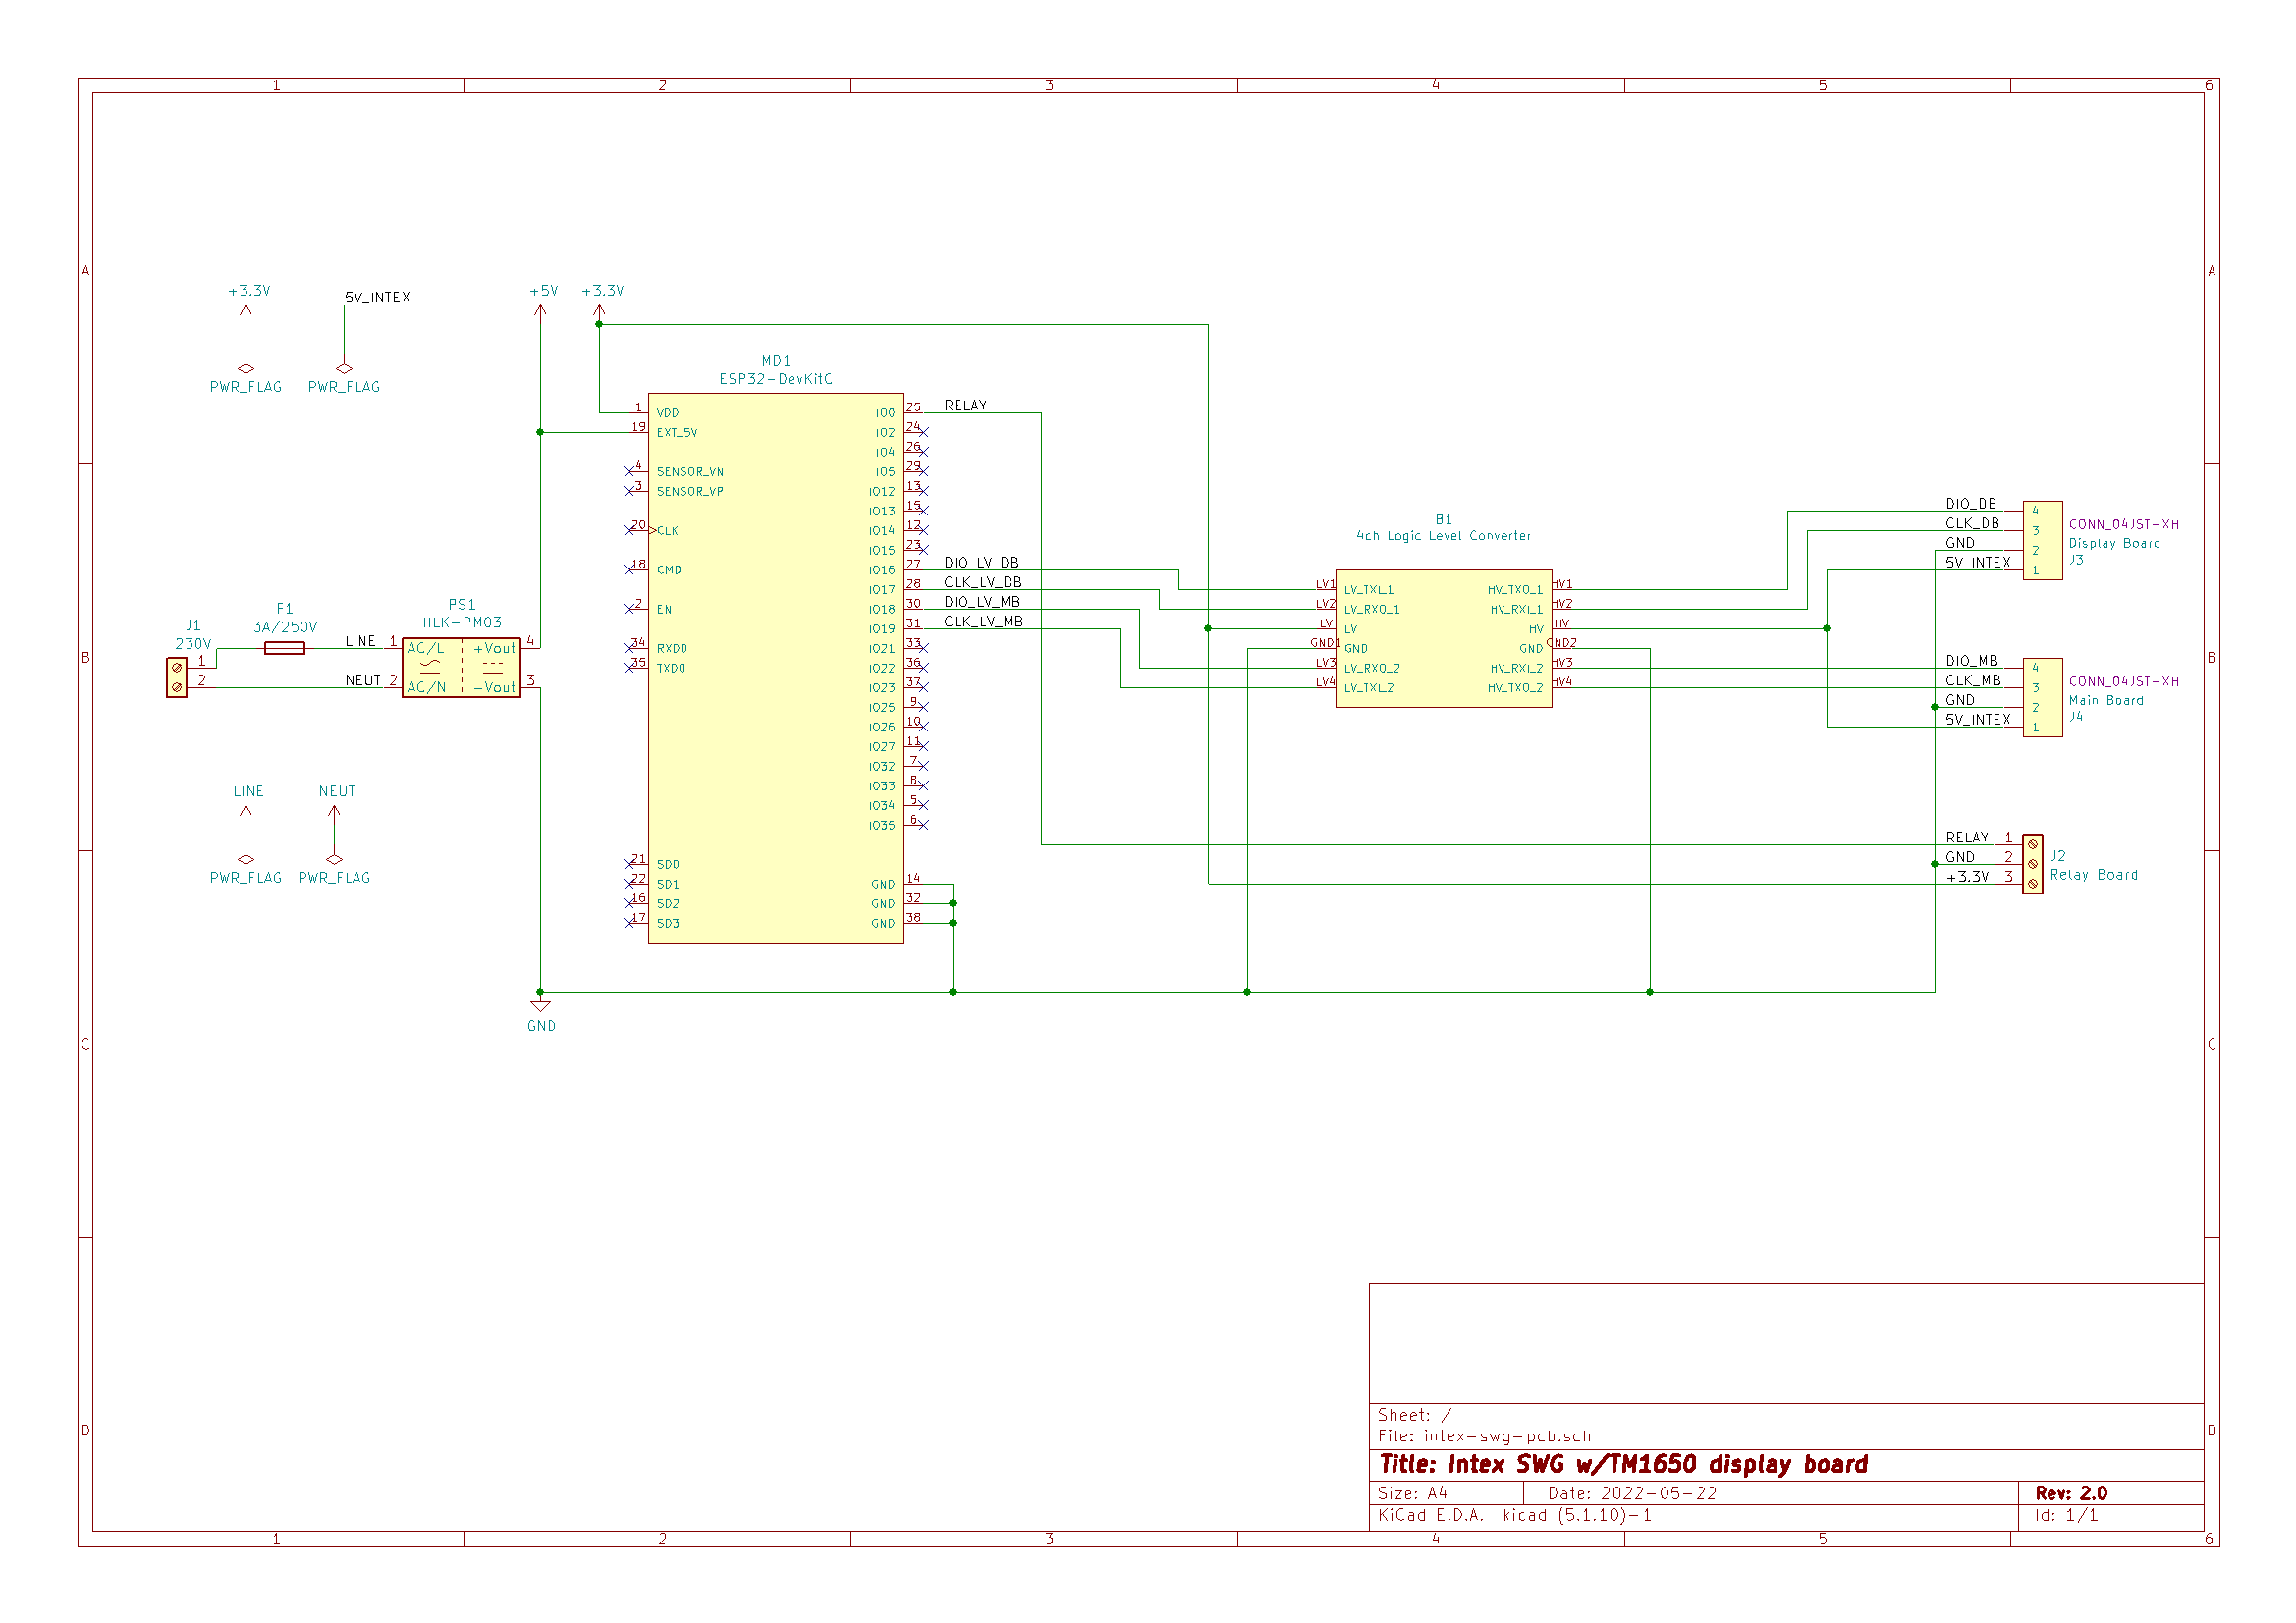 1 2 3 4 5 6
A A
+3.3V 5V_INTEX +5V +3.3V
PWR_FLAG PWR_FLAG
MD1
ESP32-DevKitC
1 VDD IO0 25 RELAY
19 EXT_5V IO2 24
IO4 26
4 SENSOR_VN IO5 29
3 SENSOR_VP IO12 13
IO13 15
20 CLK IO14 12
IO15 23
18 CMD IO16 27 DIO_LV_DB
IO17 28 CLK_LV_DB
2 EN IO18 30 DIO_LV_MB
IO19 31 CLK_LV_MB
34 RXD0 IO21 33
35 TXD0 IO22 36
IO23 37
IO25 9
IO26 10
IO27 11
IO32 7
IO33 8
IO34 5
IO35 6
21 SD0
22 SD1 GND 14
16 SD2 GND 32
17 SD3 GND 38
J1
230V
1
2
F1
3A/250V
LINE
NEUT
PS1
HLK-PM03
1 AC/L +Vout 4
2 AC/N -Vout 3
B B
LINE NEUT
PWR_FLAG PWR_FLAG
GND
B1
4ch Logic Level Converter
LV1 LV_TXI_1 HV_TXO_1 HV1
LV2 LV_RXO_1 HV_RXI_1 HV2
LV LV HV HV
GND1 GND GND GND2
LV3 LV_RXO_2 HV_RXI_2 HV3
LV4 LV_TXI_2 HV_TXO_2 HV4
DIO_DB 4
CLK_DB 3 CONN_04JST-XH
GND 2 Display Board
5V_INTEX 1 J3
DIO_MB 4
CLK_MB 3 CONN_04JST-XH
GND 2 Main Board
5V_INTEX 1 J4
RELAY 1
GND 2 J2
+3.3V 3 Relay Board
C C
D D
Sheet: /
File: intex-swg-pcb.sch
Title: Intex SWG w/TM1650 display board
Size: A4 Date: 2022-05-22 Rev: 2.0
KiCad E.D.A. kicad (5.1.10)-1 Id: 1/1
1 2 3 4 5 6